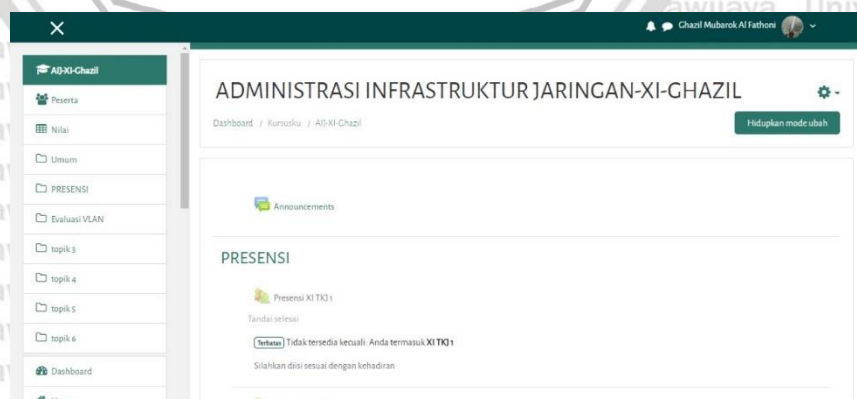 Ghazil Mubarok Al Fathoni
AIJ-XI-Ghazil
Peserta
Nilai
Umum
PRESENSI
Evaluasi VLAN
topik 3
topik 4
topik 5
topik 6
Dashboard
ADMINISTRASI INFRASTRUKTUR JARINGAN-XI-GHAZIL
Dashboard / Kursusku / AIJ-XI-Ghazil
Hidupkan mode ubah
Announcements
PRESENSI
Presensi XI TKJ 1
Tandai selesai
Terbatas Tidak tersedia kecuali: Anda termasuk XI TKJ 1
Silahkan diisi sesuai dengan kehadiran